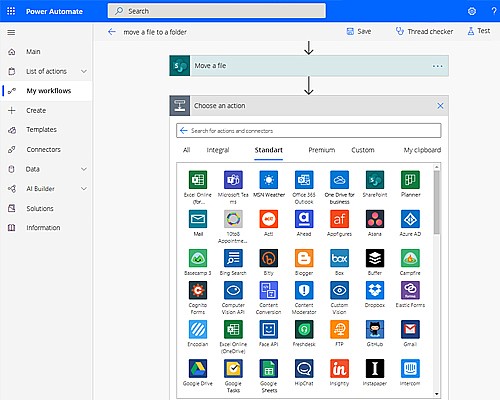 Power Automate
Search
?
move a file to a folder
Save
Thread checker
Test
Main
List of actions
My workflows
Create
Templates
Connectors
Data
AI Builder
Solutions
Information
Move a file
Choose an action
Search for actions and connectors
All Integral Standart Premium Custom My clipboard
Excel Online (for...
Microsoft Teams
MSN Weather
Office 365 Outlook
One Drive for business
SharePoint
Planner
Mail
10to8 Appointme...
Act!
Ahead
Appfigures
Asana
Azure AD
Basecamp 3
Bing Search
Bitly
Blogger
Box
Buffer
Campfire
Cognito Forms
Computer Vision API
Content Conversion
Content Moderator
Custom Vision
Dropbox
Elastic Forms
Encodian
Excel Online (OneDrive)
Face API
Freshdesk
FTP
GitHub
Gmail
Google Drive
Google Tasks
Google Sheets
HipChat
Insightly
Instapaper
Intercom